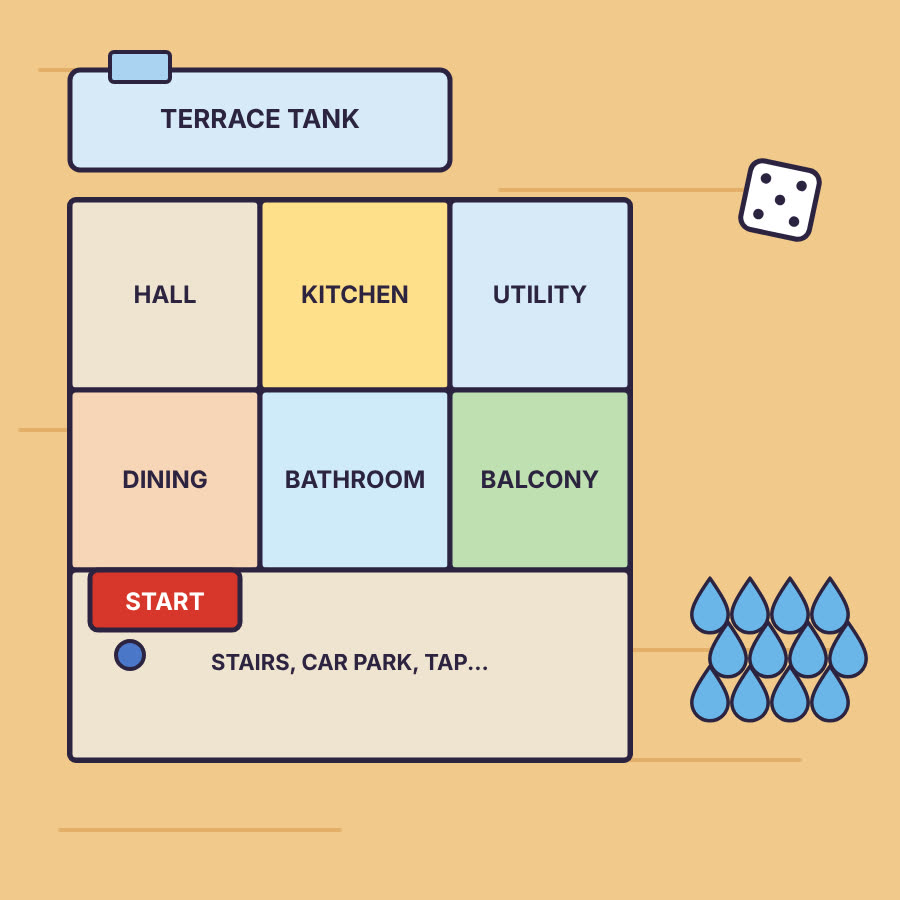 TERRACE TANK
HALL
KITCHEN
UTILITY
DINING
BATHROOM
BALCONY
START
STAIRS, CAR PARK, TAP...